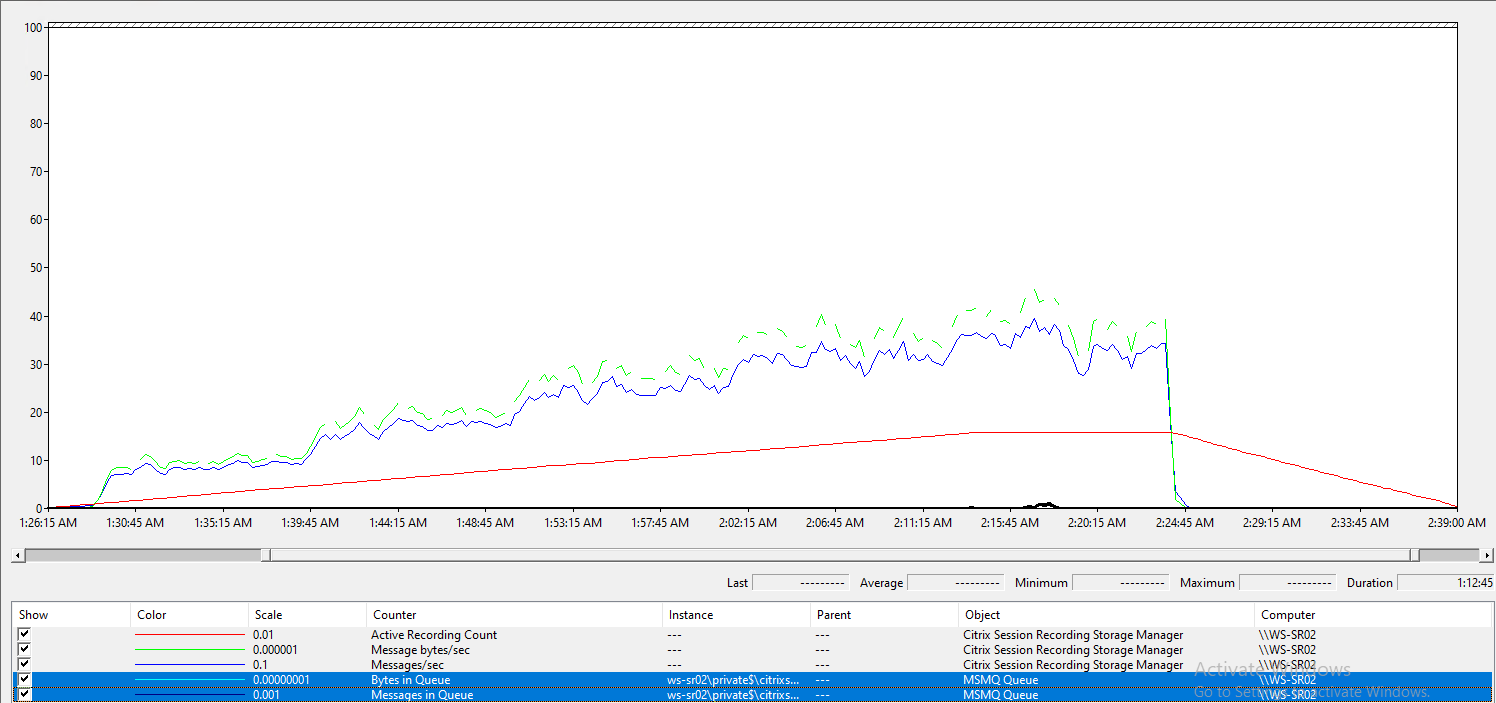 100
90
80
70
60
50
40
30
20
10
0
1:26:15 AM 1:30:45 AM 1:35:15 AM 1:39:45 AM 1:44:15 AM 1:48:45 AM 1:53:15 AM 1:57:45 AM 2:02:15 AM 2:06:45 AM 2:11:15 AM 2:15:45 AM 2:20:15 AM 2:24:45 AM 2:29:15 AM 2:33:45 AM 2:39:00 AM
Last --------- Average --------- Minimum --------- Maximum --------- Duration 1:12:45
Show Color Scale Counter Instance Parent Object Computer
0.01 Active Recording Count --- --- Citrix Session Recording Storage Manager \\WS-SR02
0.000001 Message bytes/sec --- --- Citrix Session Recording Storage Manager \\WS-SR02
0.1 Messages/sec --- --- Citrix Session Recording Storage Manager \\WS-SR02
0.00000001 Bytes in Queue ws-sr02\private$\citrixs... --- MSMQ Queue \\WS-SR02
0.001 Messages in Queue ws-sr02\private$\citrixs... --- MSMQ Queue \\WS-SR02
Activate Windows
Go to Settings to activate Windows.